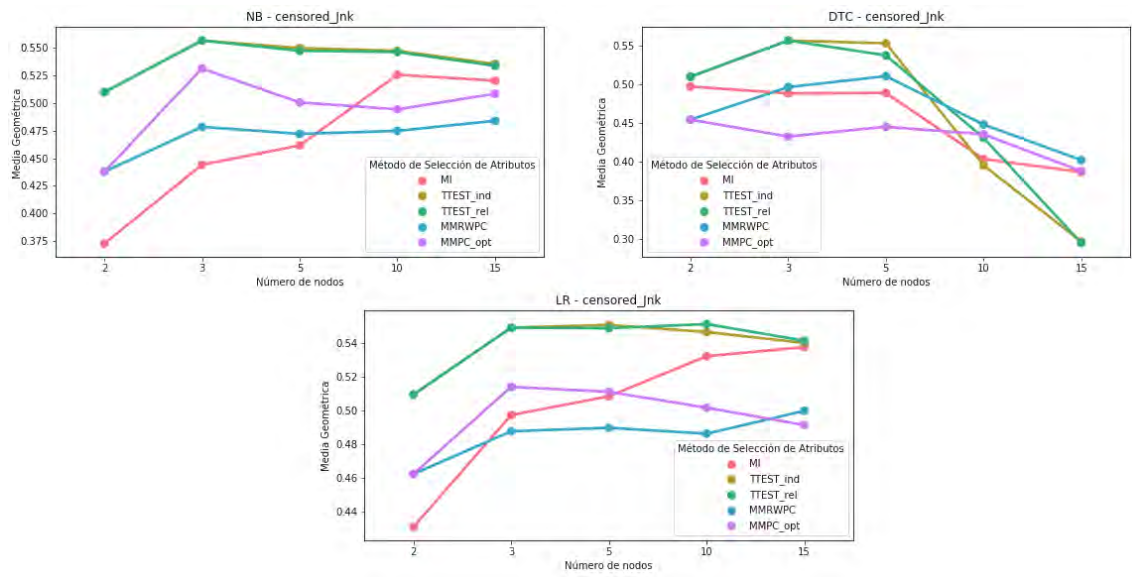 NB - censored_Jnk
Media Geométrica
0.550
0.525
0.500
0.475
0.450
0.425
0.400
0.375
Método de Selección de Atributos
MI
TTEST_ind
TTEST_rel
MMRWPC
MMPC_opt
2 3 5 10 15
Número de nodos
DTC - censored_Jnk
Media Geométrica
0.55
0.50
0.45
0.40
0.35
0.30
Método de Selección de Atributos
MI
TTEST_ind
TTEST_rel
MMRWPC
MMPC_opt
2 3 5 10 15
Número de nodos
LR - censored_Jnk
Media Geométrica
0.54
0.52
0.50
0.48
0.46
0.44
Método de Selección de Atributos
MI
TTEST_ind
TTEST_rel
MMRWPC
MMPC_opt
2 3 5 10 15
Número de nodos